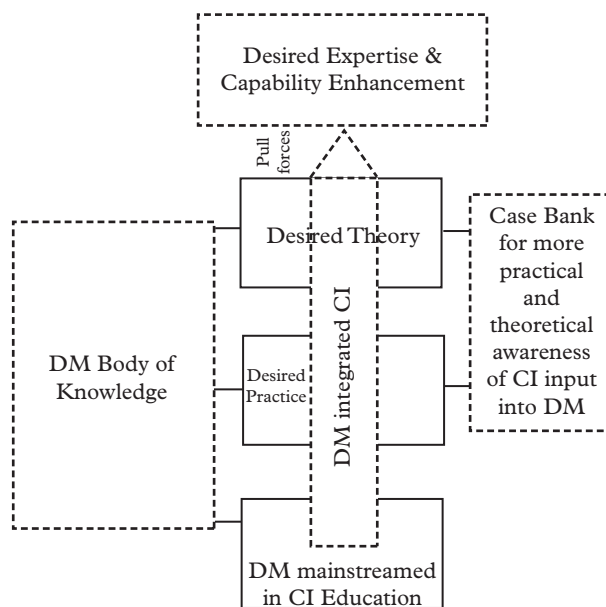 Desired Expertise &
Capability Enhancement
Pull
forces
Desired Theory
DM integrated CI
Case Bank
for more
practical
and
theoretical
awareness
of CI input
into DM
DM Body of
Knowledge
Desired
Practice
DM mainstreamed
in CI Education